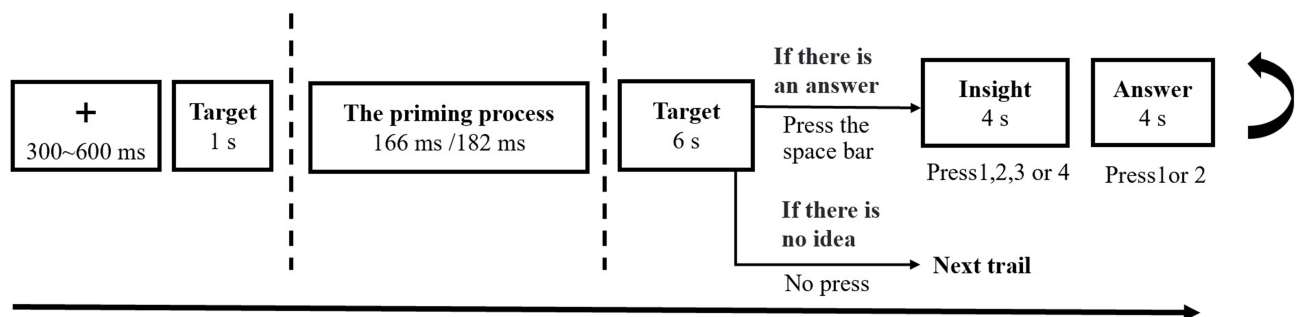 +
300~600 ms
Target
1 s
The priming process
166 ms /182 ms
Target
6 s
If there is
an answer
Press the
space bar
Insight
4 s
Press1,2,3 or 4
Answer
4 s
Press1or 2
If there is
no idea
No press
Next trail